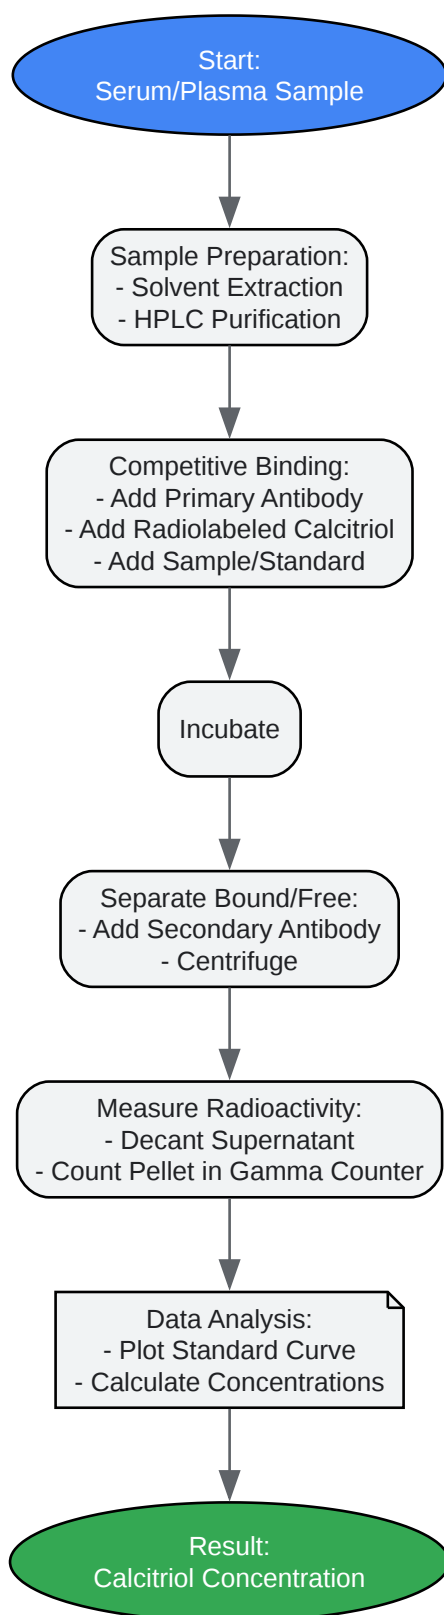 Start:
Serum/Plasma Sample
Sample Preparation:
- Solvent Extraction
- HPLC Purification
Competitive Binding:
- Add Primary Antibody
- Add Radiolabeled Calcitriol
- Add Sample/Standard
Incubate
Separate Bound/Free:
- Add Secondary Antibody
- Centrifuge
Measure Radioactivity:
- Decant Supernatant
- Count Pellet in Gamma Counter
Data Analysis:
- Plot Standard Curve
- Calculate Concentrations
Result:
Calcitriol Concentration